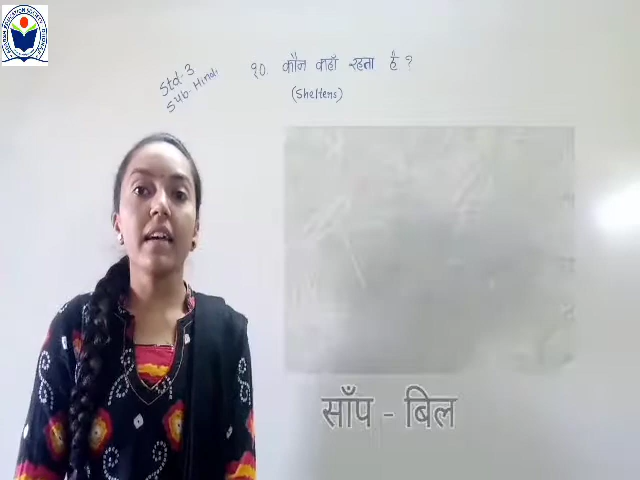 Std-3
Sub-Hindi
१०. कौन कहाँ रहता है ?
(Shelters)
साँप - बिल